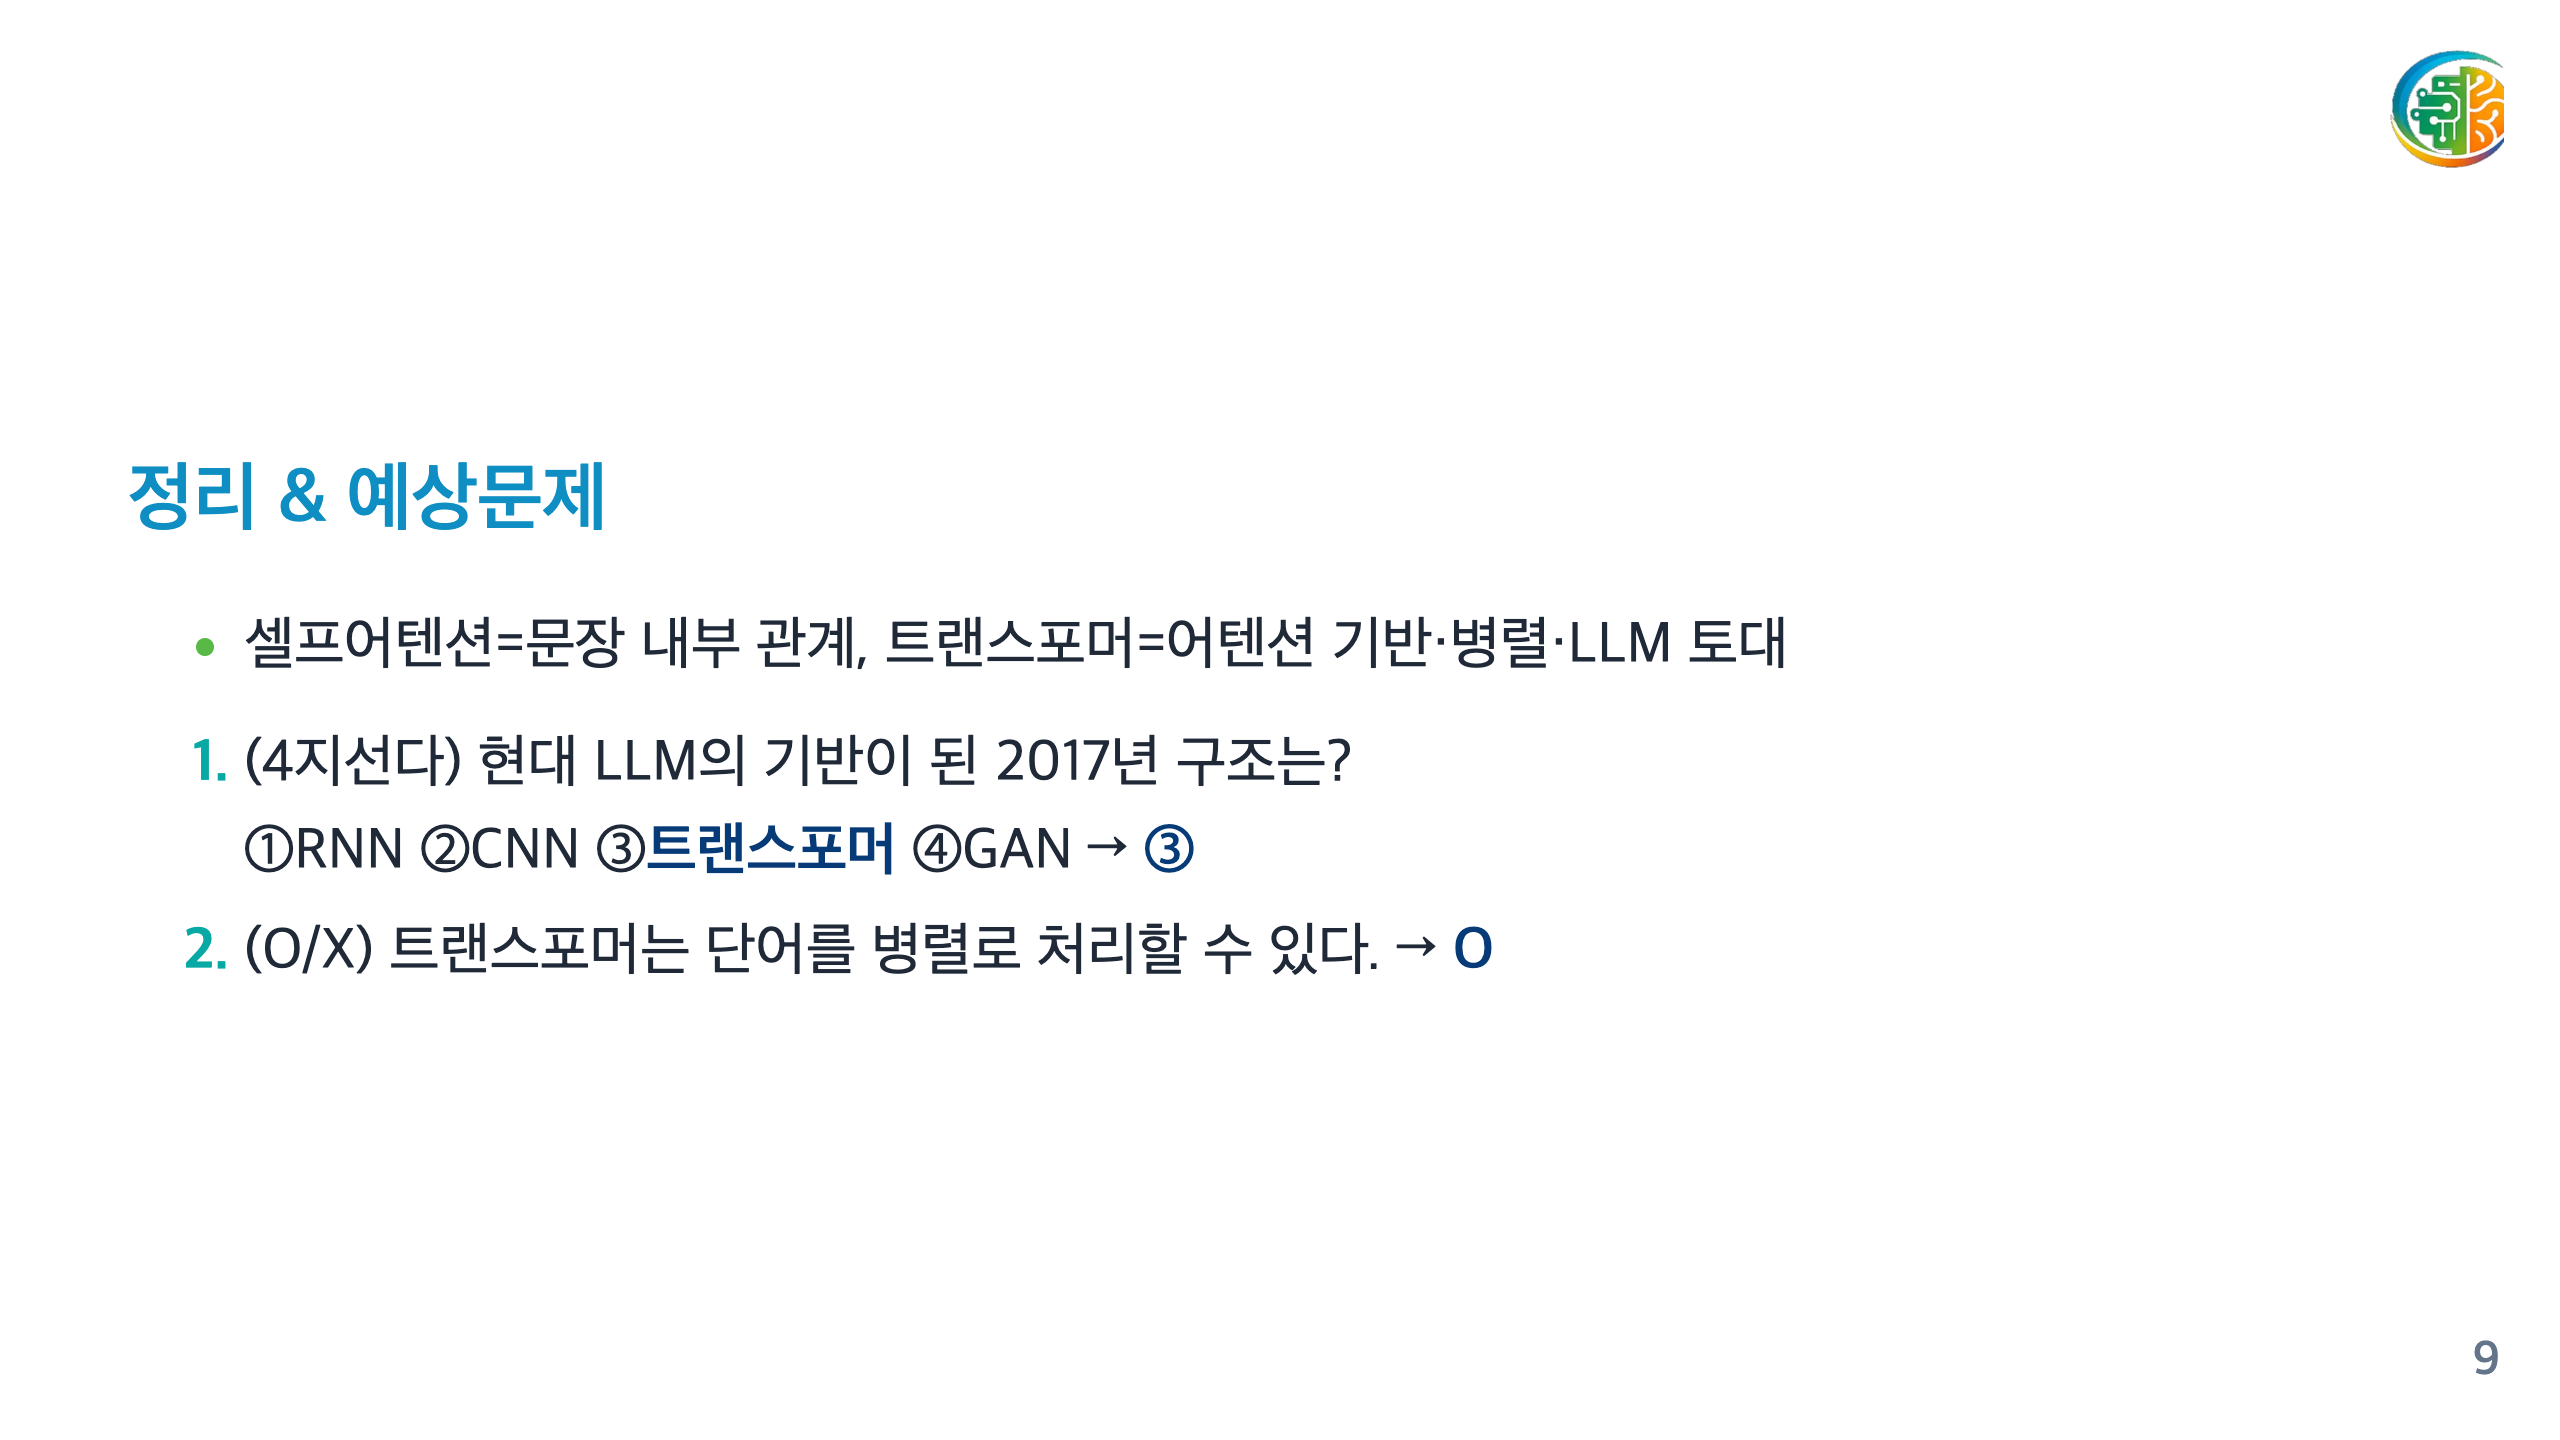 정리 & 예상문제
• 셀프어텐션=문장 내부 관계, 트랜스포머=어텐션 기반·병렬·LLM 토대
1. (4지선다) 현대 LLM의 기반이 된 2017년 구조는?
①RNN ②CNN ③트랜스포머 ④GAN → ③
2. (O/X) 트랜스포머는 단어를 병렬로 처리할 수 있다. → O
9